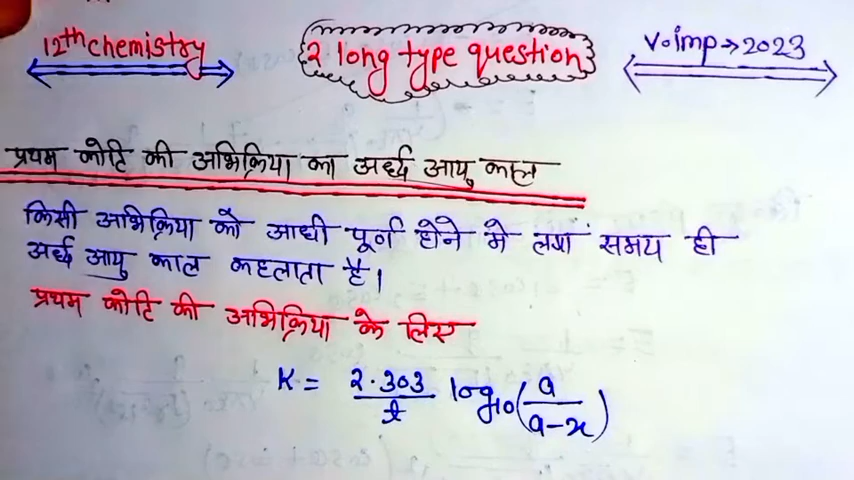 12th chemistry
2 long type question
V.imp→2023
प्रथम कोटि की अभिक्रिया का अर्ध्द आयु काल
किसी अभिक्रिया को आधी पूर्ण होने मे लगा समय ही
अर्द्ध आयु काल कहलाता है।
प्रथम कोटि की अभिक्रिया के लिए
K = 2.303/t log₁₀(a/a-x)